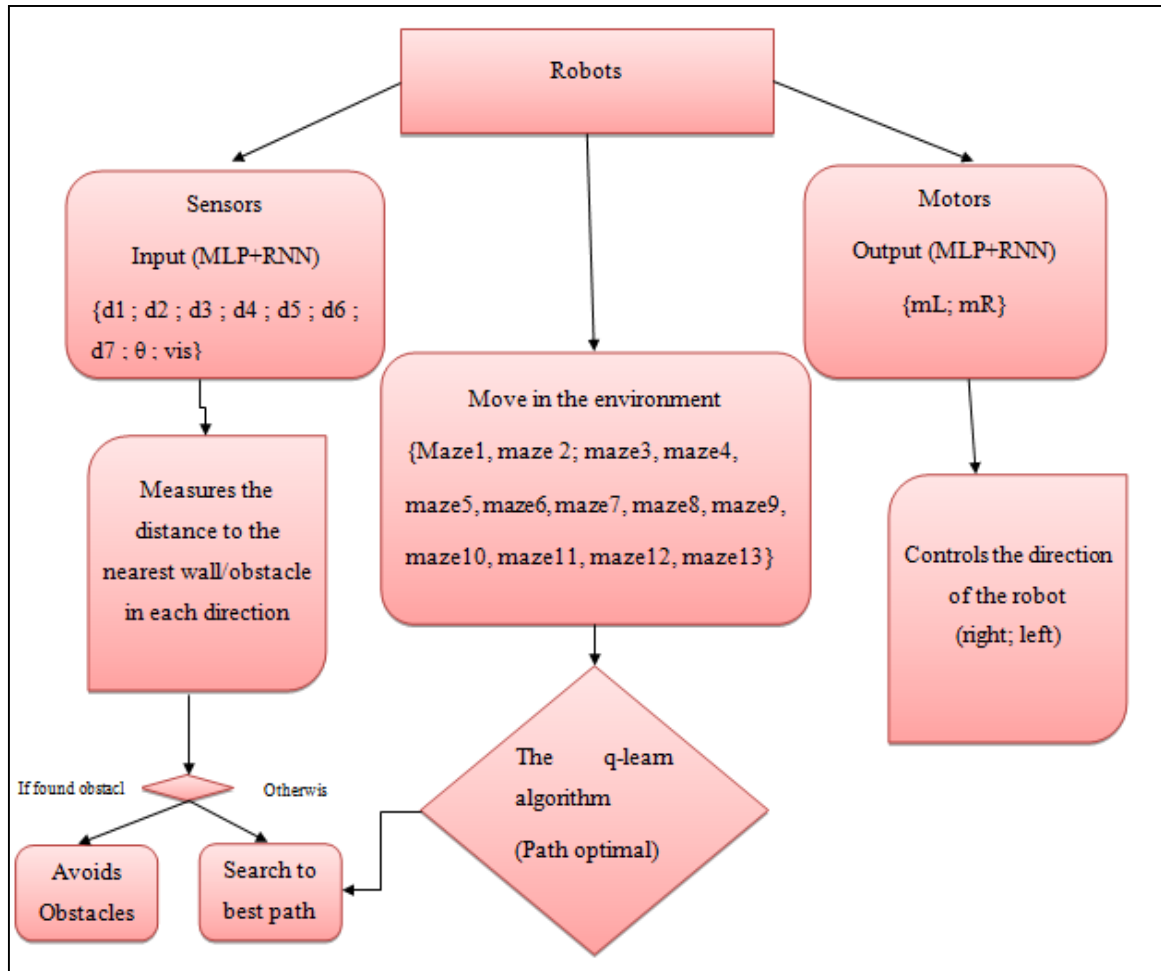 Robots
Sensors
Input (MLP+RNN)
{d1 ; d2 ; d3 ; d4 ; d5 ; d6 ;
d7 ; θ ; vis}
Motors
Output (MLP+RNN)
{mL; mR}
Move in the environment
{Maze1, maze 2; maze3, maze4,
maze5, maze6, maze7, maze8, maze9,
maze10, maze11, maze12, maze13}
Measures the
distance to the
nearest wall/obstacle
in each direction
Controls the direction
of the robot
(right; left)
The q-learn
algorithm
(Path optimal)
If found obstacl
Otherwis
Avoids
Obstacles
Search to
best path